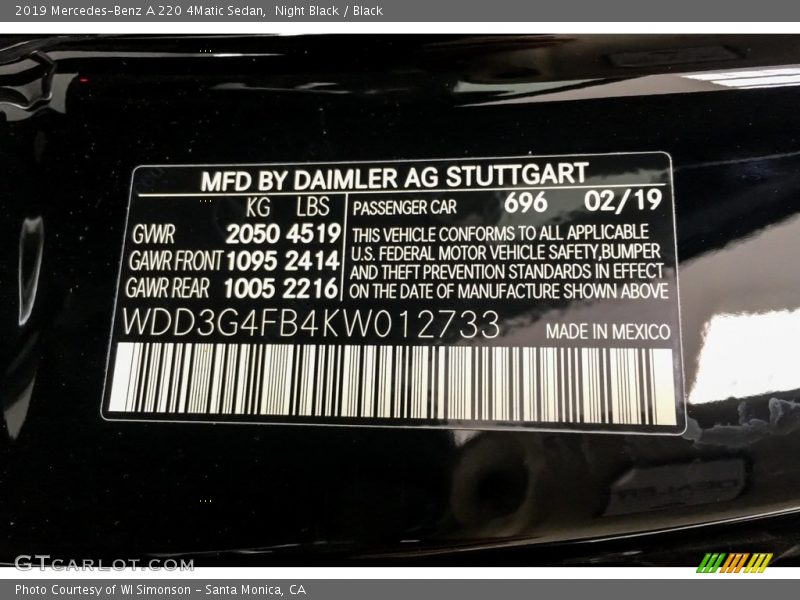 2019 Mercedes-Benz A 220 4Matic Sedan,  Night Black / Black
MFD BY DAIMLER AG STUTTGART
KG LBS
GWR 2050 4519
GAWR FRONT 1095 2414
GAWR REAR 1005 2216
PASSENGER CAR 696 02/19
THIS VEHICLE CONFORMS TO ALL APPLICABLE
U.S. FEDERAL MOTOR VEHICLE SAFETY,BUMPER
AND THEFT PREVENTION STANDARDS IN EFFECT
ON THE DATE OF MANUFACTURE SHOWN ABOVE
WDD3G4FB4KW012733
MADE IN MEXICO
GTCARLOT.COM
Photo Courtesy of WI Simonson - Santa Monica, CA